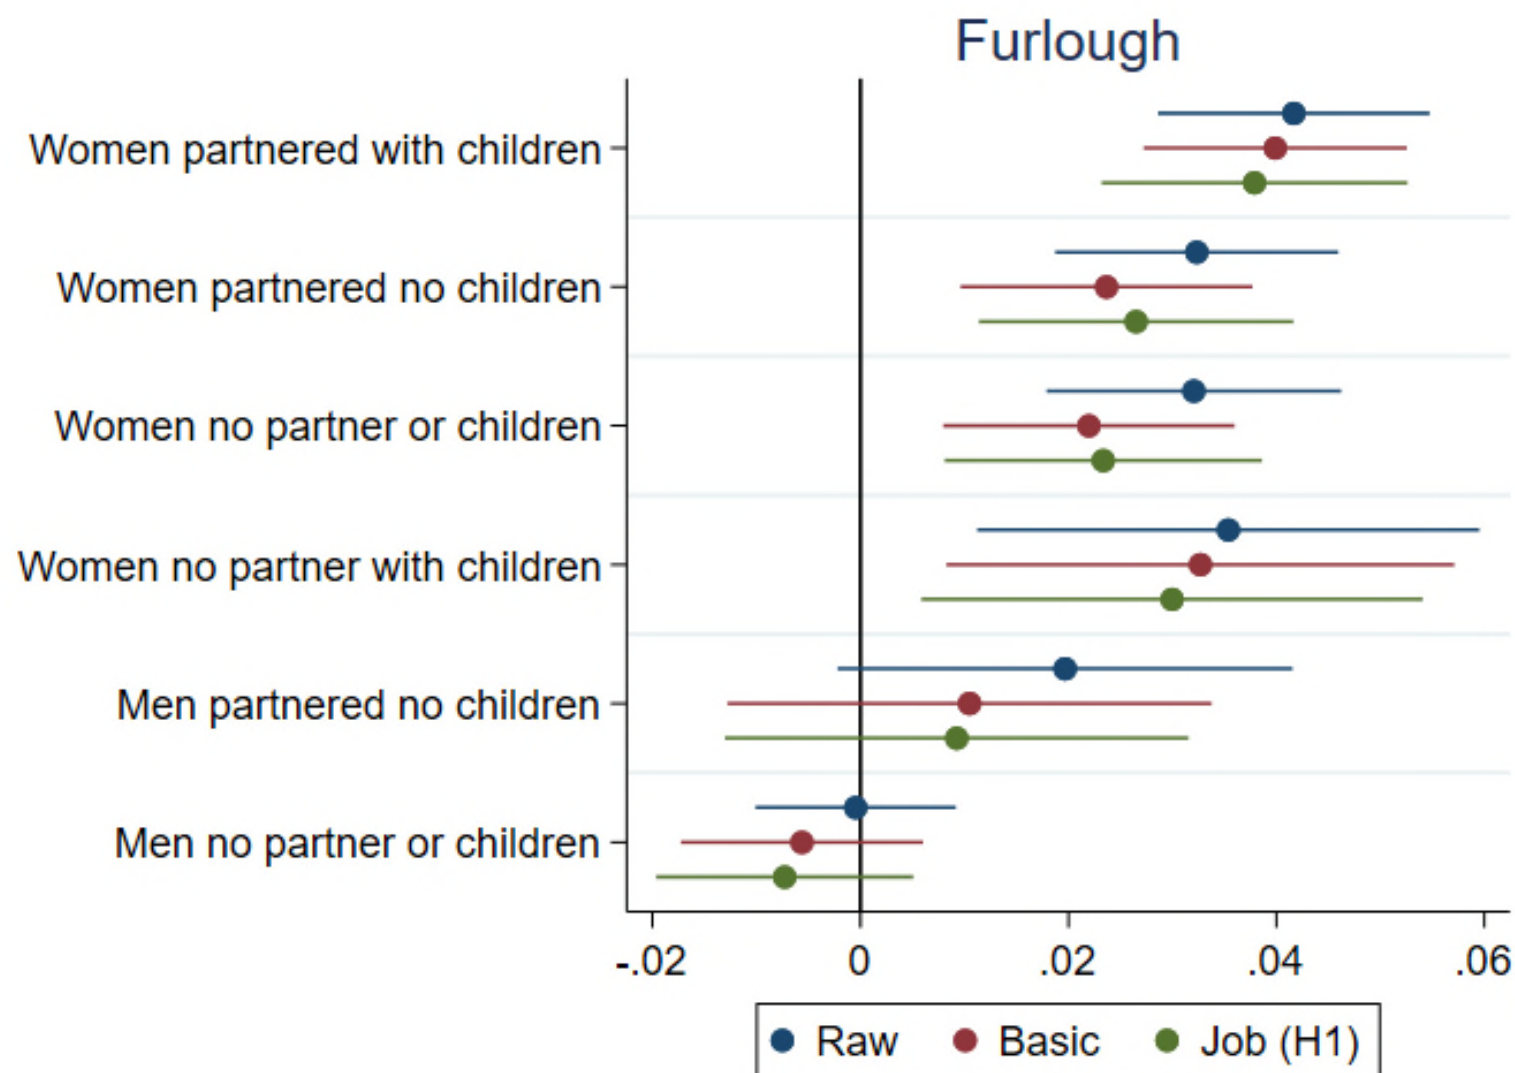 Furlough
Women partnered with children
Women partnered no children
Women no partner or children
Women no partner with children
Men partnered no children
Men no partner or children
-.02 0 .02 .04 .06
Raw Basic Job (H1)